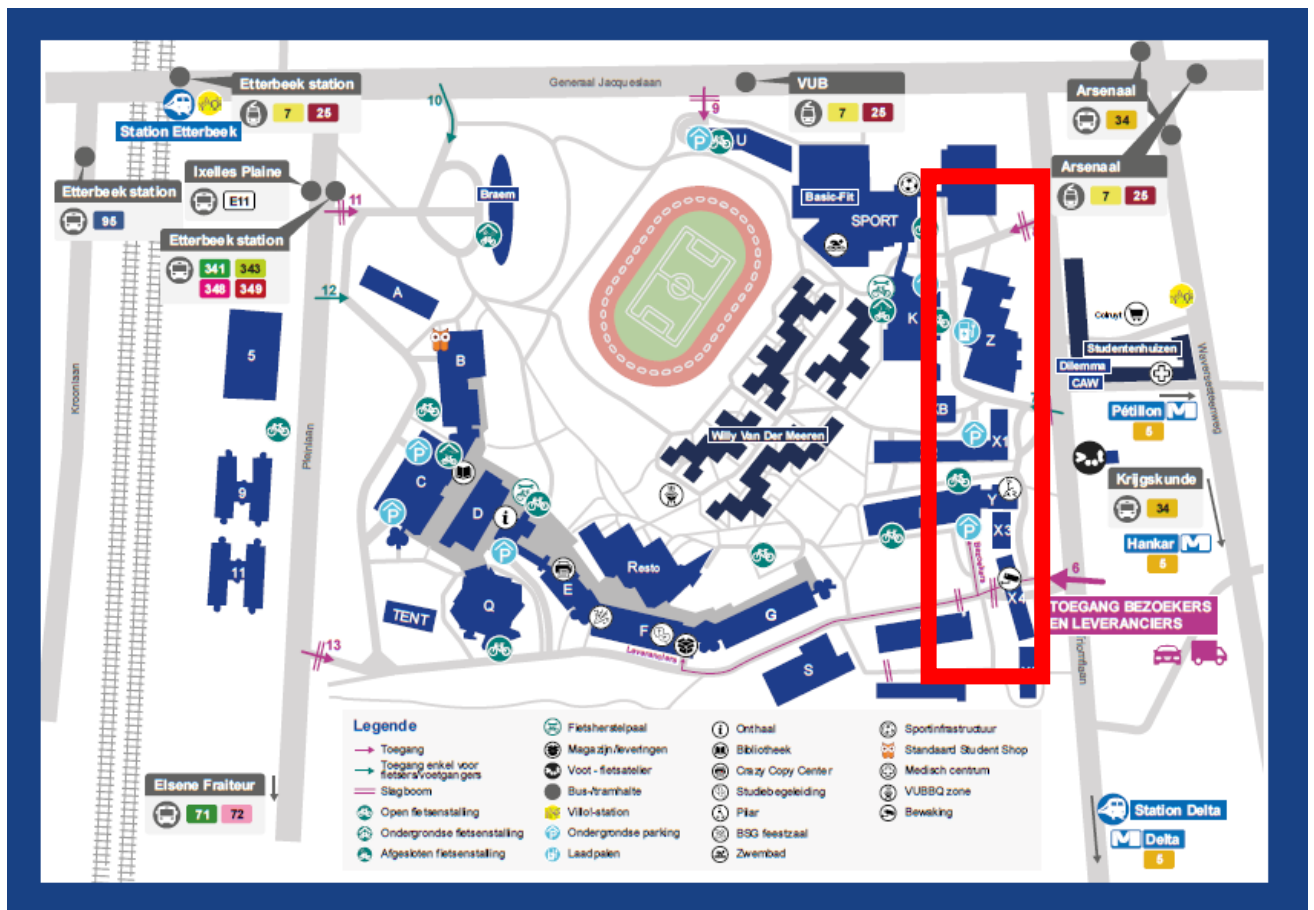 Generaal Jacqueslaan
Etterbeek station
7 25
Station Etterbeek
10
9
VUB
7 25
Arsenaal
34
Arsenaal
7 25
Etterbeek station
95
Ixelles Plaine
E11
11
Etterbeek station
341 343
348 349
12
Braem
U
Basic-Fit
SPORT
A
B
5
K
Z
Colruyt
Studentenhuizen
Dilemma
CAW
Pétillon M
5
Kroonlaan
Pleinlaan
Waversesteenweg
Willy Van Der Meeren
X1
C
D
9
11
Y
X3
Krijgskunde
34
Hankar M
5
Resto
E
Q
TENT
F
G
Bezoekers
X4
6
TOEGANG BEZOEKERS
EN LEVERANCIERS
Leveranciers
13
S
Triomflaan
Legende
Toegang
Toegang enkel voor
fietsers/voetgangers
Slagboom
Open fietsenstalling
Ondergrondse fietsenstalling
Afgesloten fietsenstalling
Fietsherstelpaal
Magazijn/leveringen
Voot - fietsatelier
Bus-/tramhalte
Villo!-station
Ondergrondse parking
Laadpalen
Onthaal
Bibliotheek
Crazy Copy Center
Studiebegeleiding
Pilar
BSG feestzaal
Zwembad
Sportinfrastructuur
Standaard Student Shop
Medisch centrum
VUBBQ zone
Bewaking
Elsene Fraiteur
71 72
Station Delta
M Delta
5